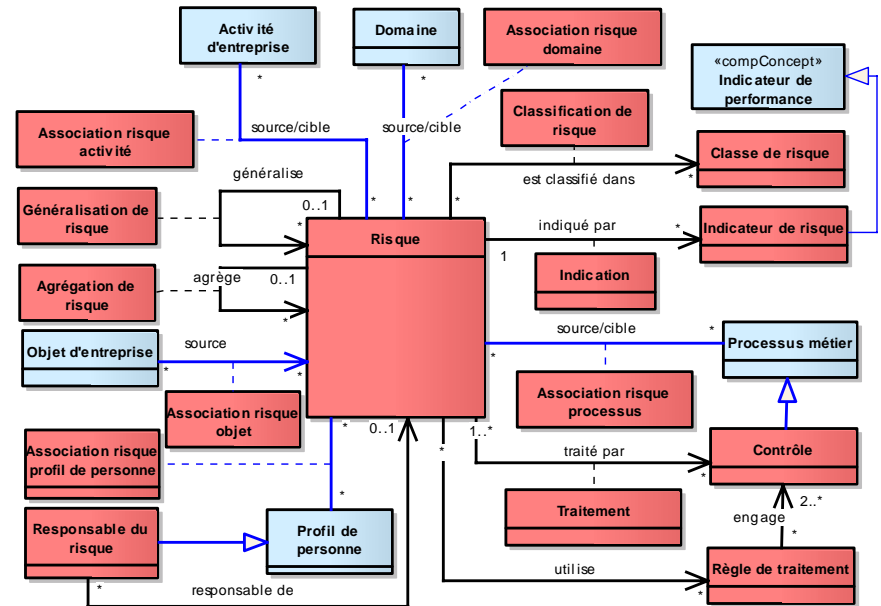 Activité
d'entreprise
*
Domaine
*
Association risque
domaine
«compConcept»
Indicateur de
performance
Association risque
activité
source/cible
source/cible
Classification de
risque
Classe de risque
*
est classifié dans
généralise
0..1
*
*
*
Généralisation de
risque
*
Risque
indiqué par
1
*
Indicateur de risque
Indication
agrège
0..1
*
Agrégation de
risque
Objet d'entreprise
source
*
*
Association risque
objet
source/cible
*
*
Processus métier
Association risque
processus
Association risque
profil de personne
*
*
0..1
*
1..*
traité par
*
Contrôle
2..*
Traitement
engage
*
Responsable du
risque
*
Profil de
personne
responsable de
utilise
*
Règle de traitement